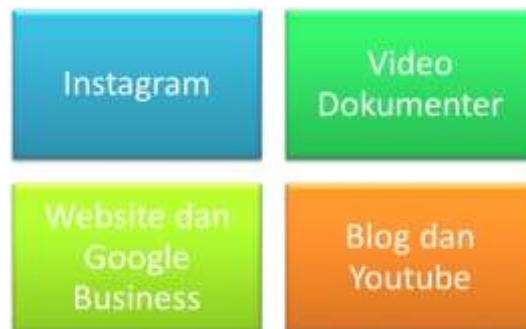 Instagram
Video
Dokumenter
Website dan
Google
Business
Blog dan
Youtube